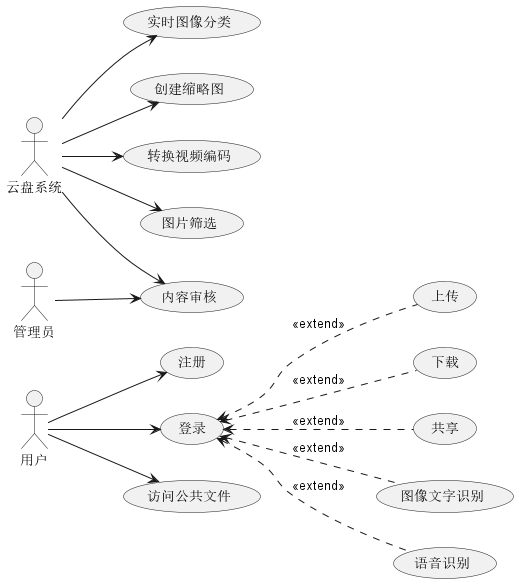 实时图像分类
创建缩略图
转换视频编码
云盘系统
图片筛选
内容审核
管理员
上传
«extend»
注册
下载
«extend»
登录
共享
«extend»
用户
«extend»
图像文字识别
访问公共文件
«extend»
语音识别